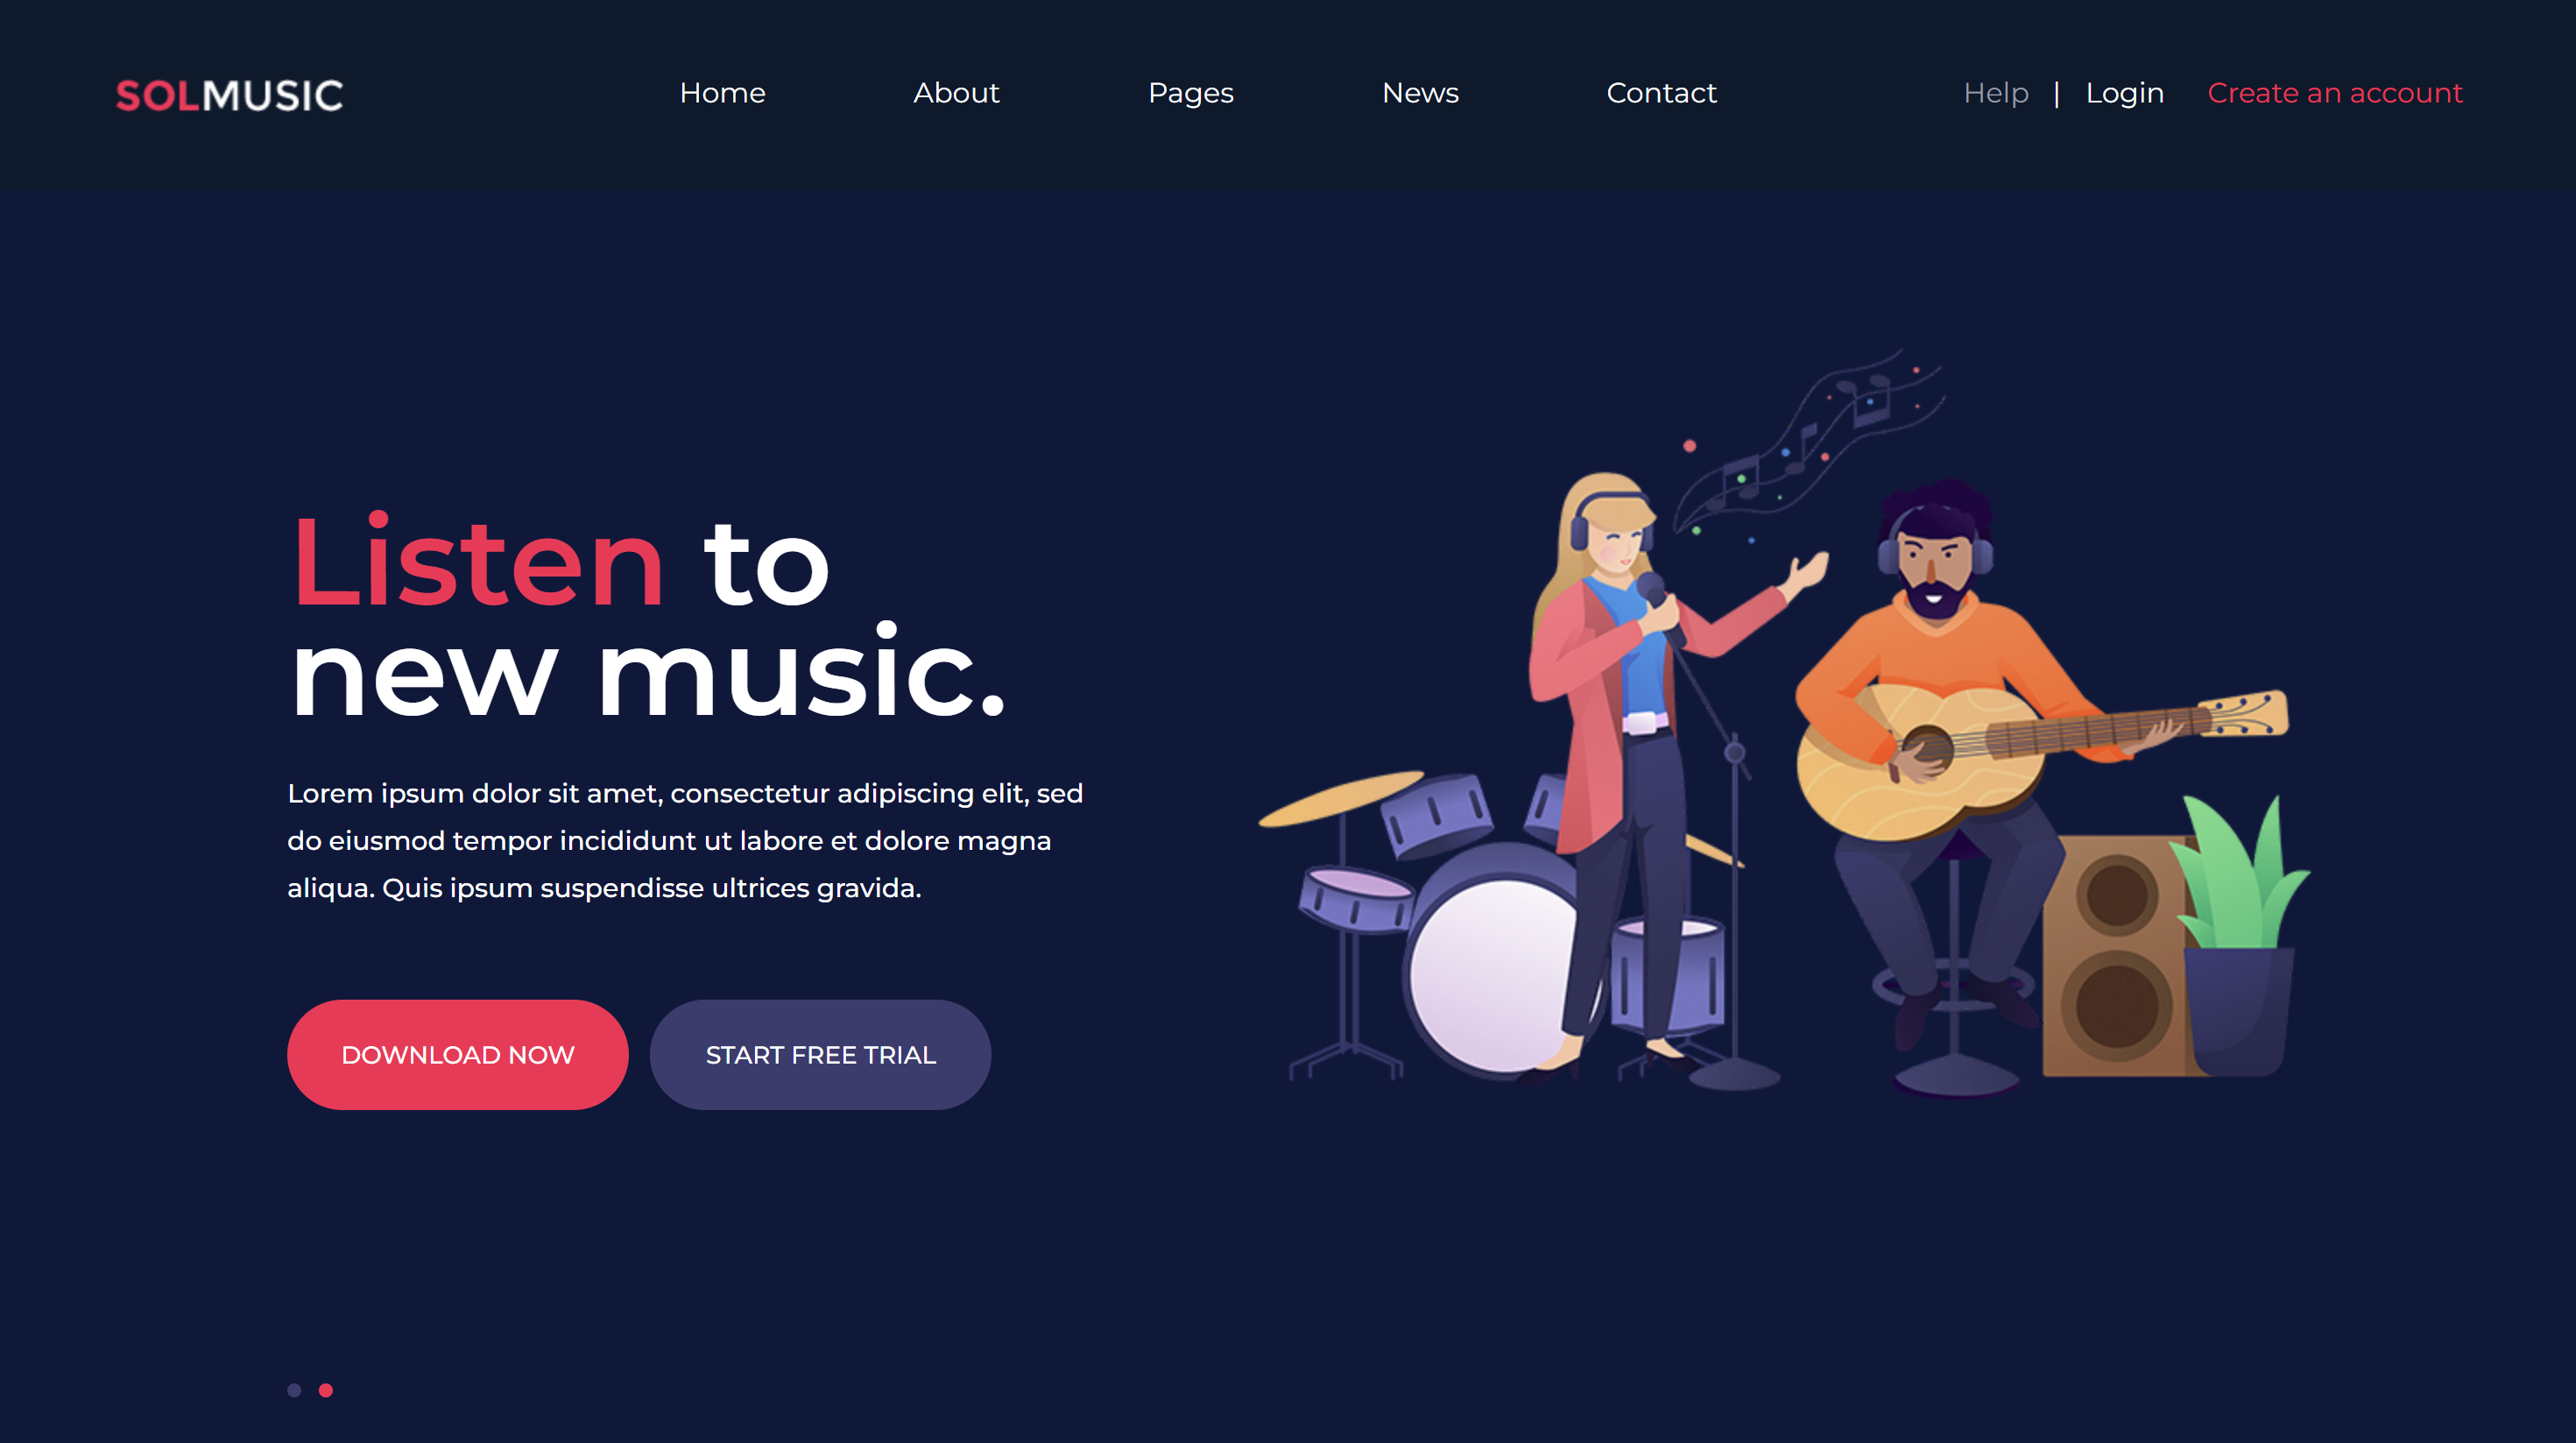 SOLMUSIC
Home About Pages News Contact
Help | Login Create an account
Listen to
new music.
Lorem ipsum dolor sit amet, consectetur adipiscing elit, sed
do eiusmod tempor incididunt ut labore et dolore magna
aliqua. Quis ipsum suspendisse ultrices gravida.
DOWNLOAD NOW
START FREE TRIAL